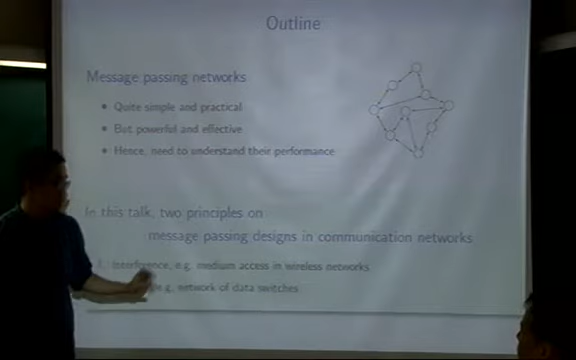 Outline
Message passing networks
• Quite simple and practical
• But powerful and effective
• Hence, need to understand their performance
In this talk, two principles on
message passing designs in communication networks
1. Interference, e.g. medium access in wireless networks
e.g. network of data switches